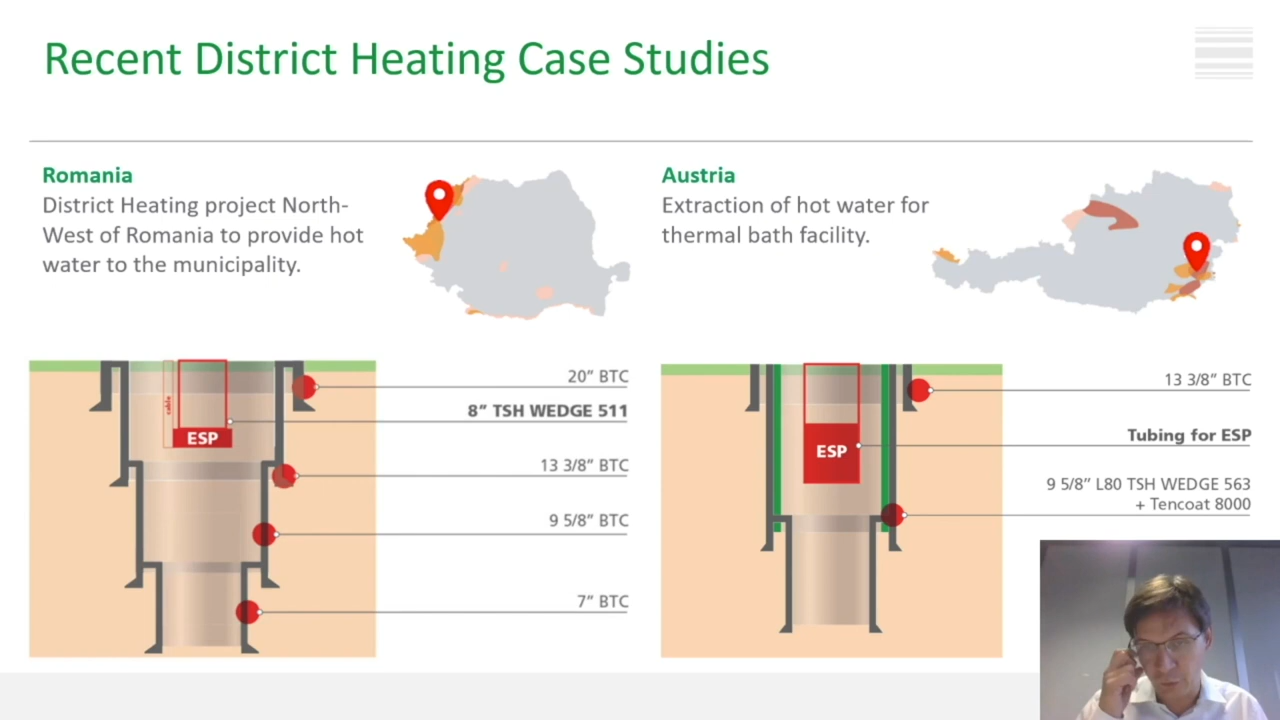 Recent District Heating Case Studies
Romania
District Heating project North-
West of Romania to provide hot
water to the municipality.
Austria
Extraction of hot water for
thermal bath facility.
20” BTC
8” TSH WEDGE 511
cable
ESP
13 3/8” BTC
9 5/8” BTC
7” BTC
13 3/8” BTC
Tubing for ESP
ESP
9 5/8” L80 TSH WEDGE 563
+ Tencoat 8000